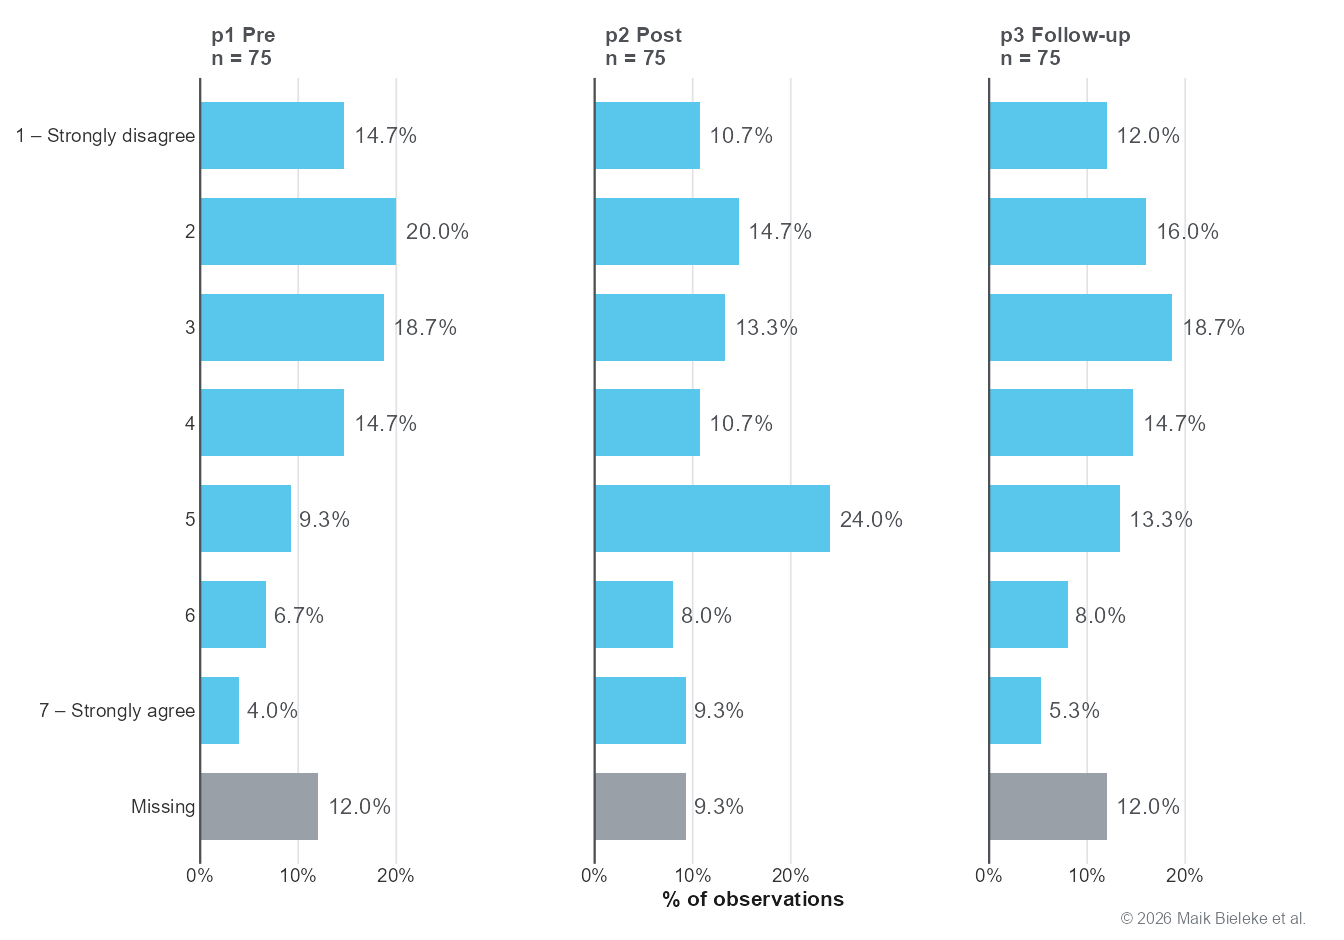 p1 Pre
n = 75
p2 Post
n = 75
p3 Follow-up
n = 75
1 – Strongly disagree
14.7%
10.7%
12.0%
2
20.0%
14.7%
16.0%
3
18.7%
13.3%
18.7%
4
14.7%
10.7%
14.7%
5
9.3%
24.0%
13.3%
6
6.7%
8.0%
8.0%
7 – Strongly agree
4.0%
9.3%
5.3%
Missing
12.0%
9.3%
12.0%
0% 10% 20%
0% 10% 20%
0% 10% 20%
% of observations
© 2026 Maik Bieleke et al.